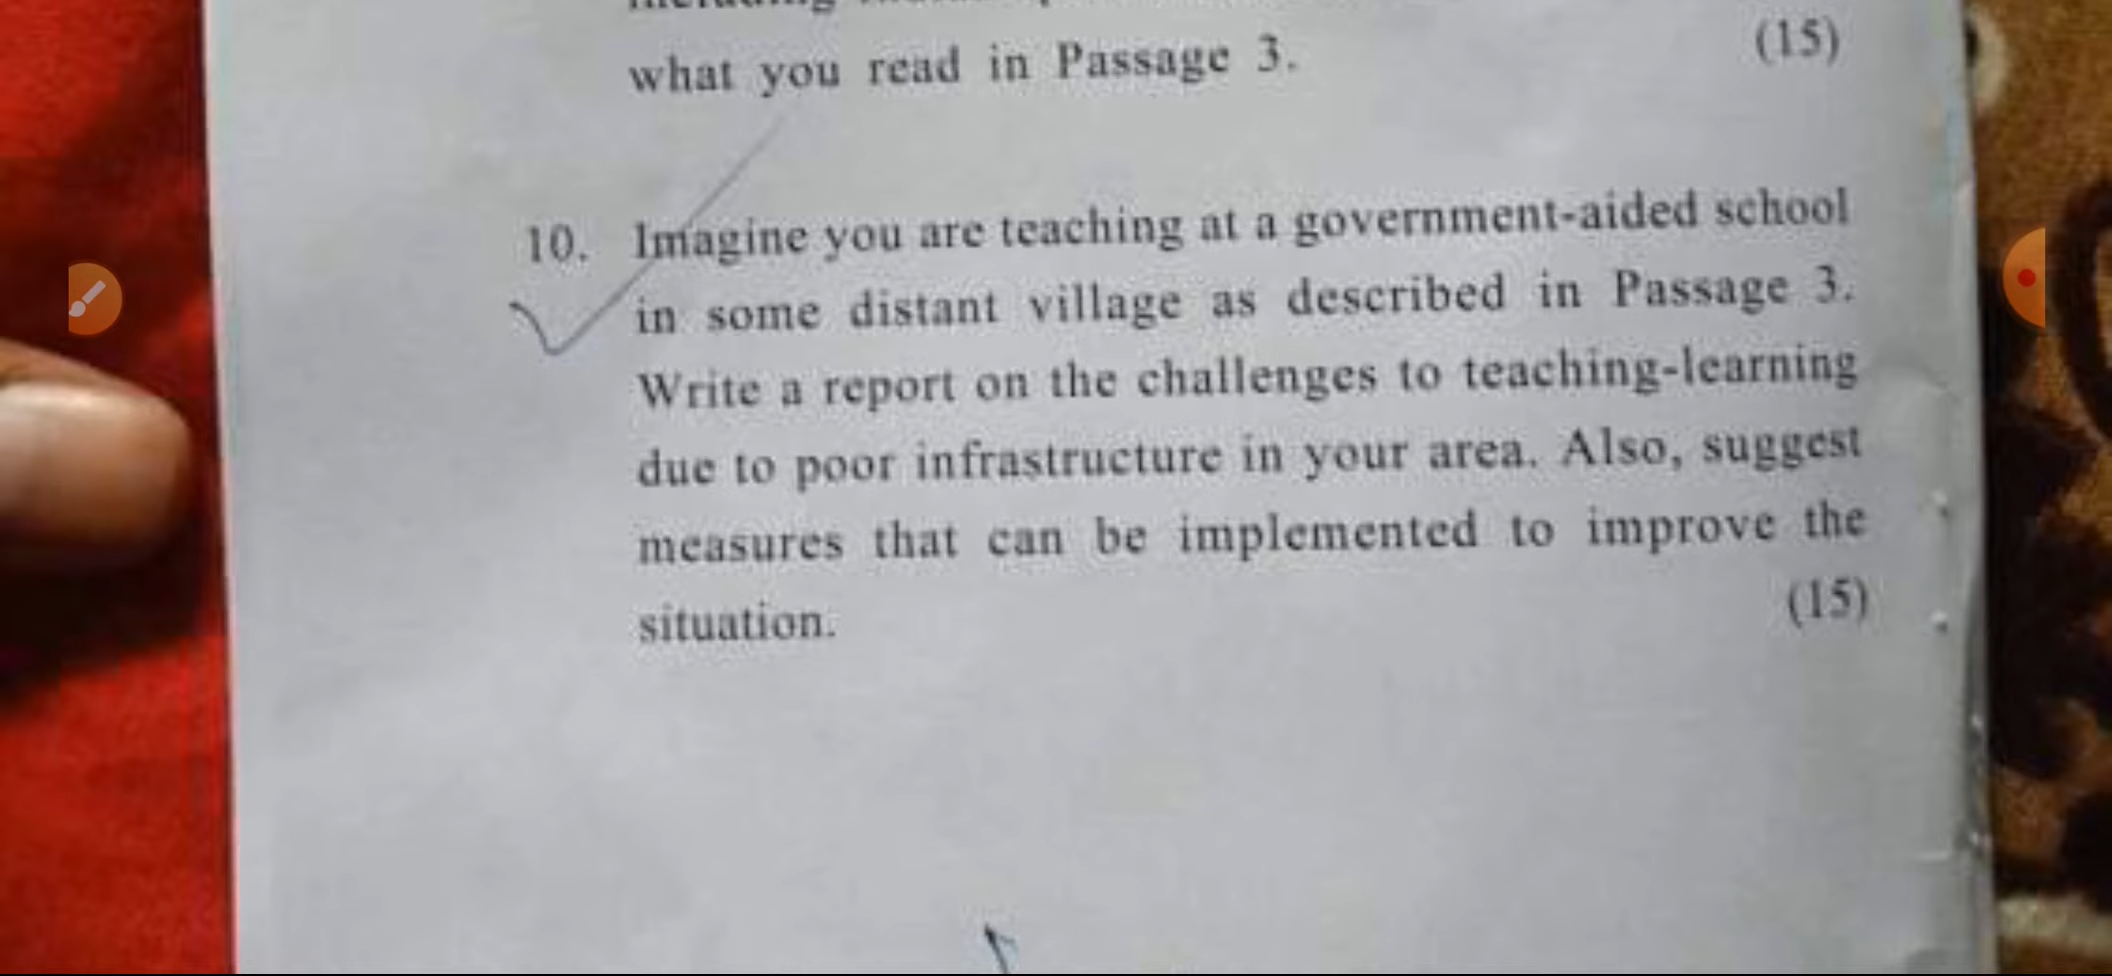 what you read in Passage 3.
(15)
10. Imagine you are teaching at a government-aided school
in some distant village as described in Passage 3.
Write a report on the challenges to teaching-learning
due to poor infrastructure in your area. Also, suggest
measures that can be implemented to improve the
situation.
(15)